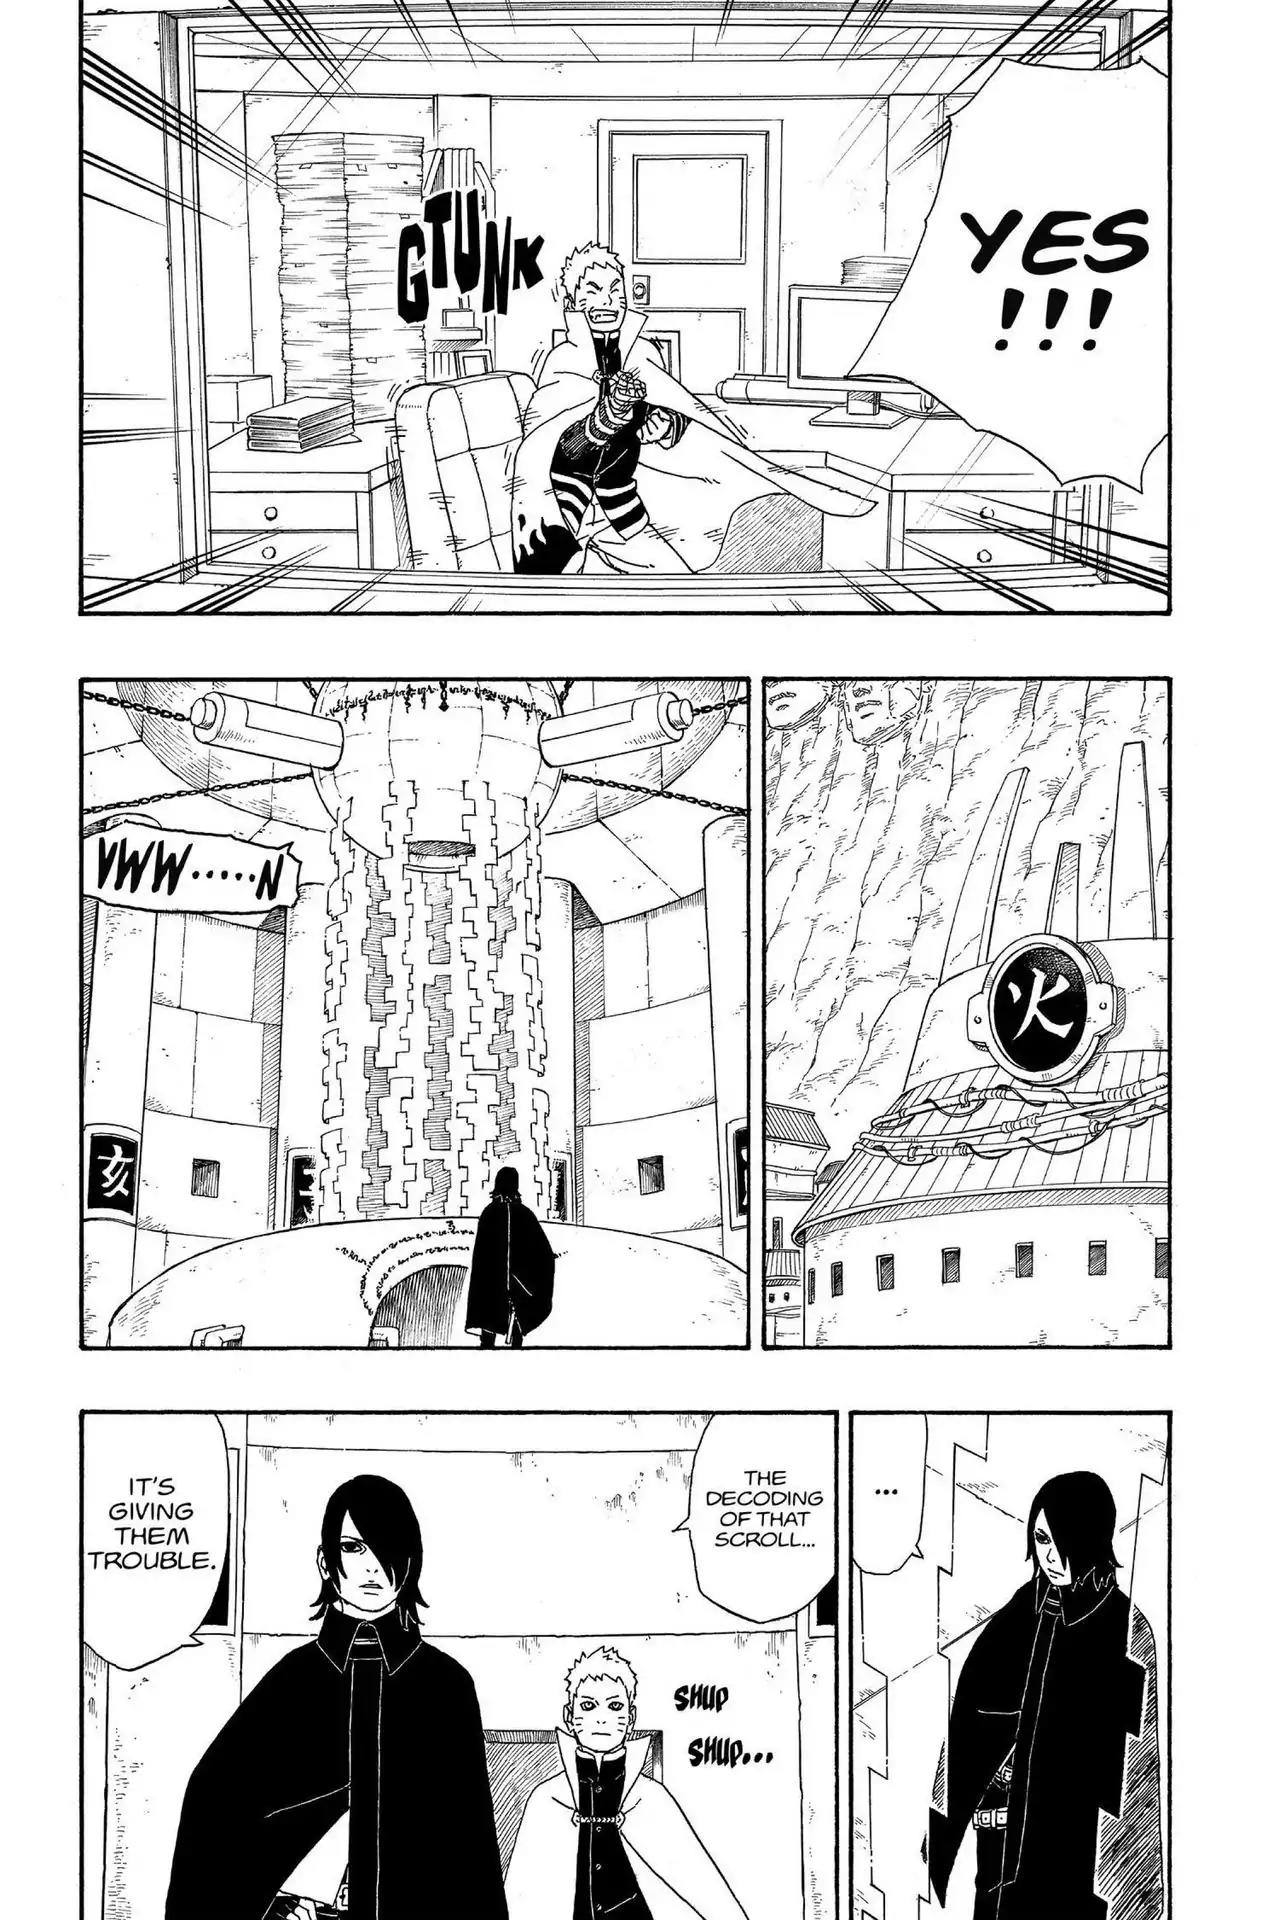 YES
!!!
GTUNK
火
VWW・・・・・N
亥
...
THE
DECODING
OF THAT
SCROLL...
SHUP
SHUP...
IT'S
GIVING
THEM
TROUBLE.